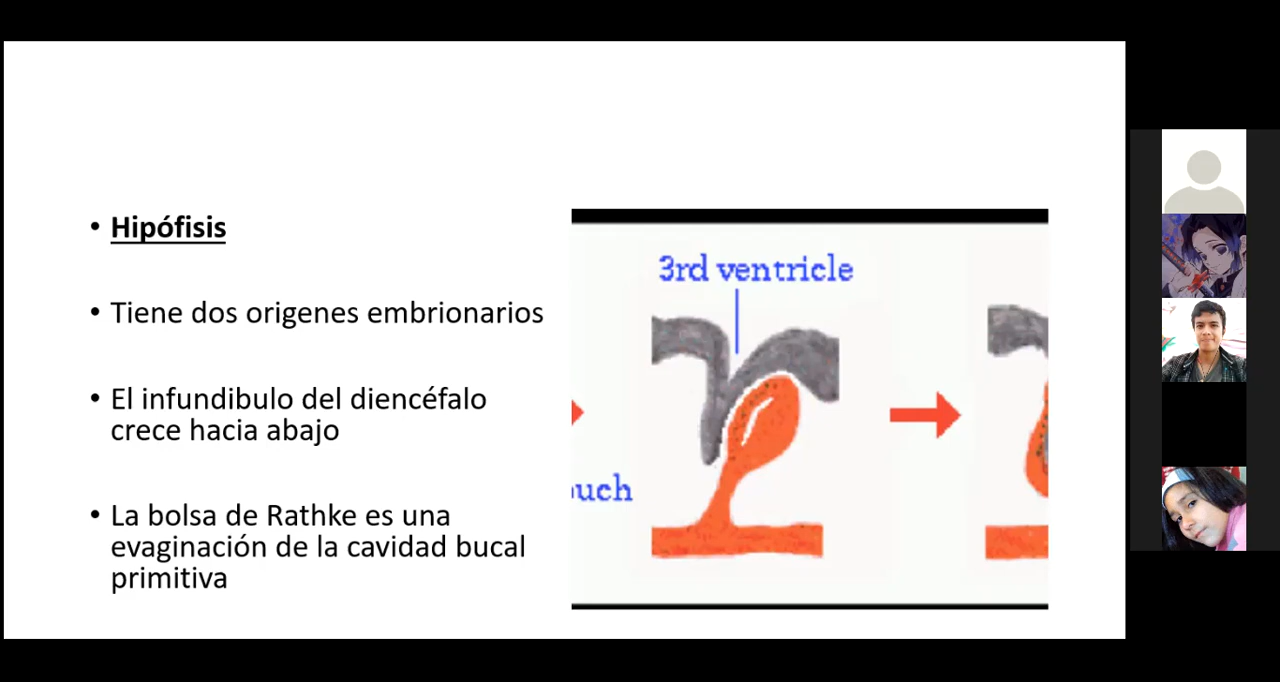 • Hipófisis
• Tiene dos origenes embrionarios
• El infundibulo del diencéfalo
crece hacia abajo
• La bolsa de Rathke es una
evaginación de la cavidad bucal
primitiva
3rd ventricle
ouch